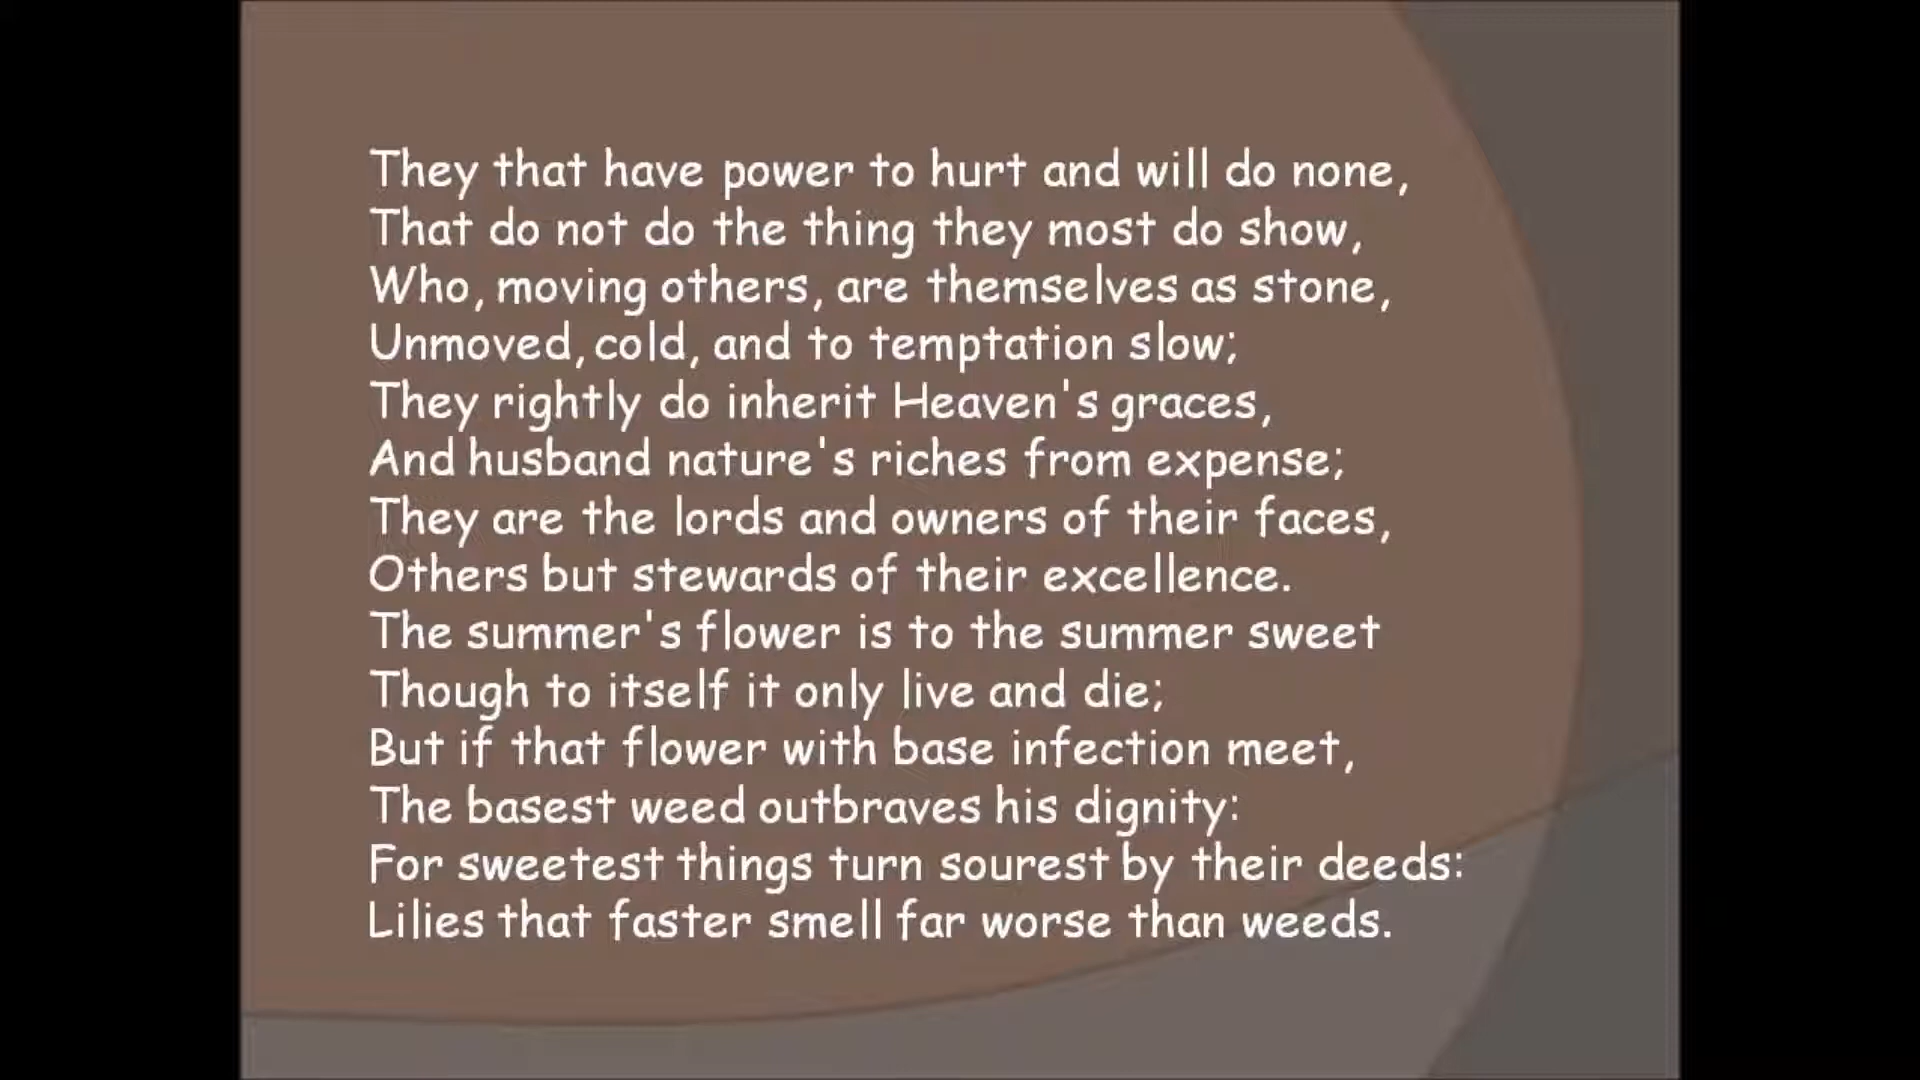 They that have power to hurt and will do none,
That do not do the thing they most do show,
Who, moving others, are themselves as stone,
Unmoved, cold, and to temptation slow;
They rightly do inherit Heaven's graces,
And husband nature's riches from expense;
They are the lords and owners of their faces,
Others but stewards of their excellence.
The summer's flower is to the summer sweet
Though to itself it only live and die;
But if that flower with base infection meet,
The basest weed outbraves his dignity:
For sweetest things turn sourest by their deeds:
Lilies that faster smell far worse than weeds.